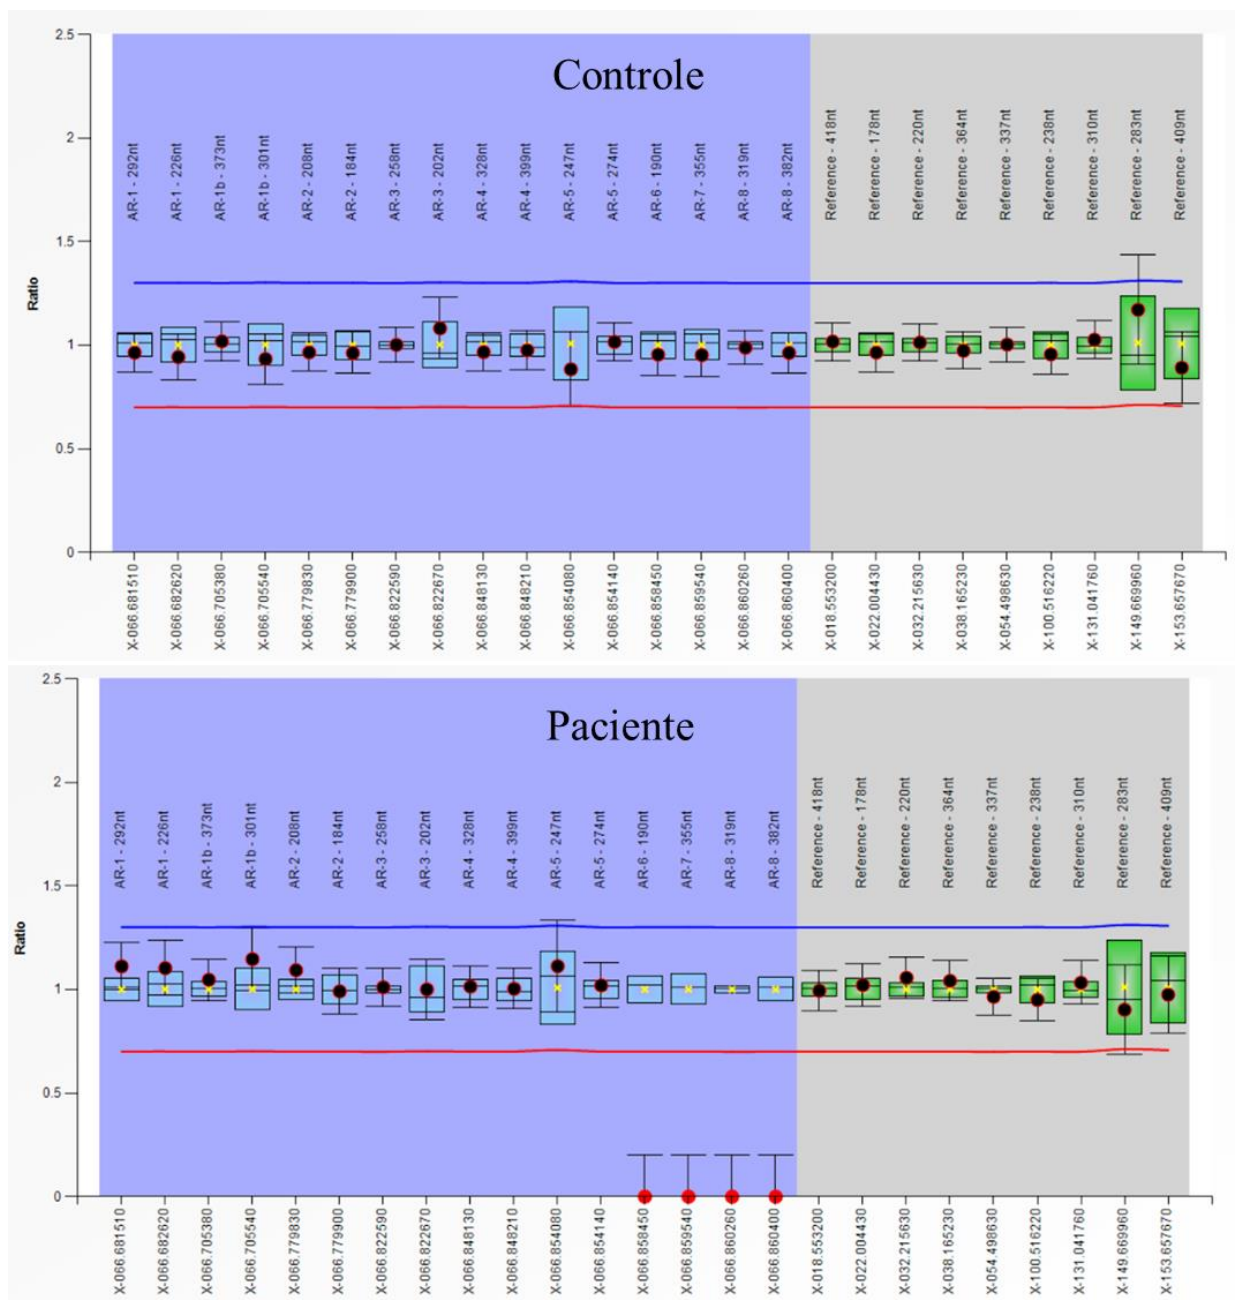 Controle
2.5
2
1.5
1
0.5
0
Ratio
AR-1 - 292nt
AR-1 - 226nt
AR-1b - 373nt
AR-1b - 301nt
AR-2 - 208nt
AR-2 - 184nt
AR-3 - 258nt
AR-3 - 202nt
AR-4 - 328nt
AR-4 - 399nt
AR-5 - 247nt
AR-5 - 274nt
AR-6 - 190nt
AR-7 - 355nt
AR-8 - 319nt
AR-8 - 382nt
Reference - 418nt
Reference - 178nt
Reference - 220nt
Reference - 364nt
Reference - 337nt
Reference - 238nt
Reference - 310nt
Reference - 283nt
Reference - 409nt
X-066.681510
X-066.682620
X-066.705380
X-066.705540
X-066.779830
X-066.779900
X-066.822590
X-066.822670
X-066.848130
X-066.848210
X-066.854080
X-066.854140
X-066.858450
X-066.859540
X-066.860260
X-066.860400
X-018.553200
X-022.004430
X-032.215630
X-038.165230
X-054.498630
X-100.516220
X-131.041760
X-149.669960
X-153.657670
Paciente
2.5
2
1.5
1
0.5
0
Ratio
AR-1 - 292nt
AR-1 - 226nt
AR-1b - 373nt
AR-1b - 301nt
AR-2 - 208nt
AR-2 - 184nt
AR-3 - 258nt
AR-3 - 202nt
AR-4 - 328nt
AR-4 - 399nt
AR-5 - 247nt
AR-5 - 274nt
AR-6 - 190nt
AR-7 - 355nt
AR-8 - 319nt
AR-8 - 382nt
Reference - 418nt
Reference - 178nt
Reference - 220nt
Reference - 364nt
Reference - 337nt
Reference - 238nt
Reference - 310nt
Reference - 283nt
Reference - 409nt
X-066.681510
X-066.682620
X-066.705380
X-066.705540
X-066.779830
X-066.779900
X-066.822590
X-066.822670
X-066.848130
X-066.848210
X-066.854080
X-066.854140
X-066.858450
X-066.859540
X-066.860260
X-066.860400
X-018.553200
X-022.004430
X-032.215630
X-038.165230
X-054.498630
X-100.516220
X-131.041760
X-149.669960
X-153.657670